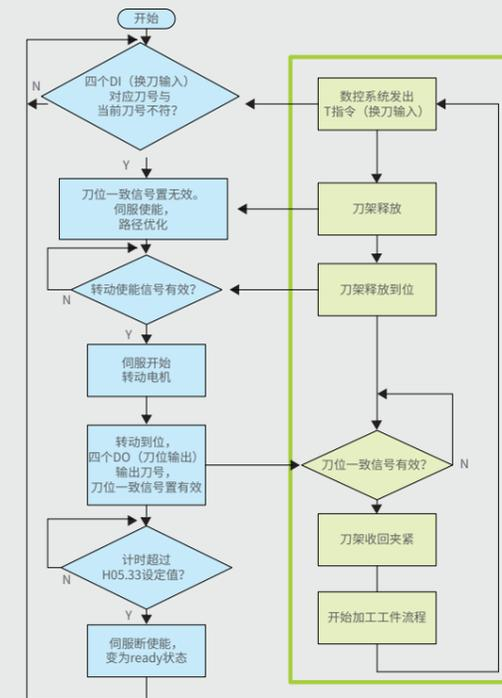 开始
四个DI（换刀输入）
对应刀号与
当前刀号不符？
N
Y
刀位一致信号置无效。
伺服使能，
路径优化
转动使能信号有效？
N
Y
伺服开始
转动电机
转动到位，
四个DO（刀位输出）
输出刀号，
刀位一致信号置有效
计时超过
H05.33设定值？
N
Y
伺服断使能，
变为ready状态
数控系统发出
T指令（换刀输入）
刀架释放
刀架释放到位
刀位一致信号有效？
N
刀架收回夹紧
开始加工工件流程